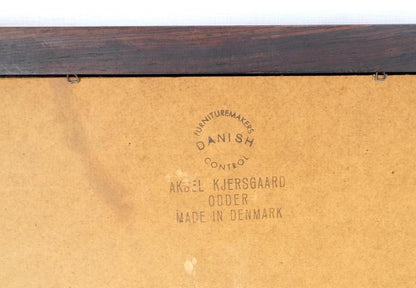 FURNITUREMAKERS
DANISH
CONTROL
AKSEL KJERSGAARD
ODDER
MADE IN DENMARK